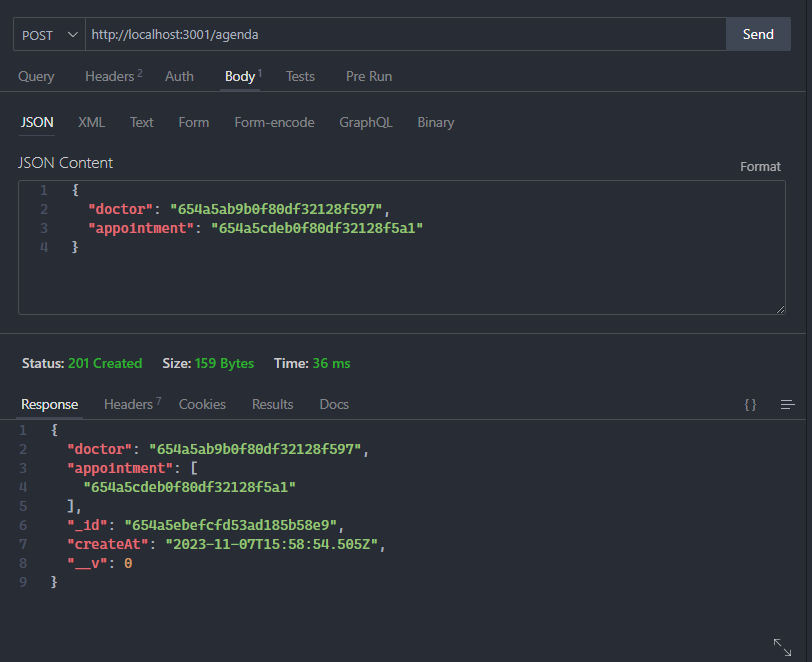 POST http://localhost:3001/agenda Send
Query Headers 2 Auth Body 1 Tests Pre Run
JSON XML Text Form Form-encode GraphQL Binary
JSON Content
Format
1 {
2 "doctor": "654a5ab9b0f80df32128f597",
3 "appointment": "654a5cdeb0f80df32128f5a1"
4 }
Status: 201 Created Size: 159 Bytes Time: 36 ms
Response Headers 7 Cookies Results Docs { }
1 {
2 "doctor": "654a5ab9b0f80df32128f597",
3 "appointment": [
4 "654a5cdeb0f80df32128f5a1"
5 ],
6 "_id": "654a5ebefcfd53ad185b58e9",
7 "createAt": "2023-11-07T15:58:54.505Z",
8 "__v": 0
9 }